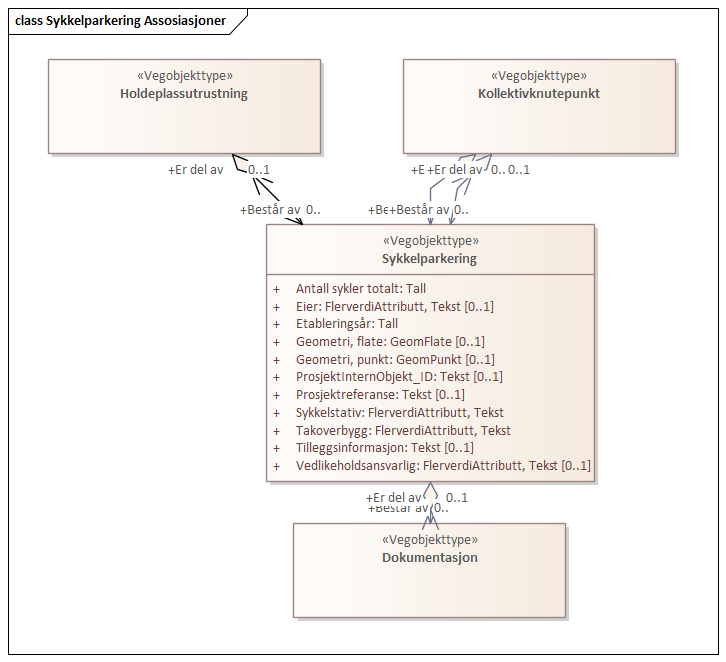 class Sykkelparkering Assosiasjoner
«Vegobjekttype»
Holdeplassutrustning
«Vegobjekttype»
Kollektivknutepunkt
+Er del av 0..1
+E +Er del av 0.. 0..1
+Består av 0..
+Be +Består av 0..
«Vegobjekttype»
Sykkelparkering
+ Antall sykler totalt: Tall
+ Eier: FlerverdiAttributt, Tekst [0..1]
+ Etableringsår: Tall
+ Geometri, flate: GeomFlate [0..1]
+ Geometri, punkt: GeomPunkt [0..1]
+ ProsjektInternObjekt_ID: Tekst [0..1]
+ Prosjektreferanse: Tekst [0..1]
+ Sykkelstativ: FlerverdiAttributt, Tekst
+ Takoverbygg: FlerverdiAttributt, Tekst
+ Tilleggsinformasjon: Tekst [0..1]
+ Vedlikeholdsansvarlig: FlerverdiAttributt, Tekst [0..1]
+Er del av 0..1
+Består av 0..
«Vegobjekttype»
Dokumentasjon